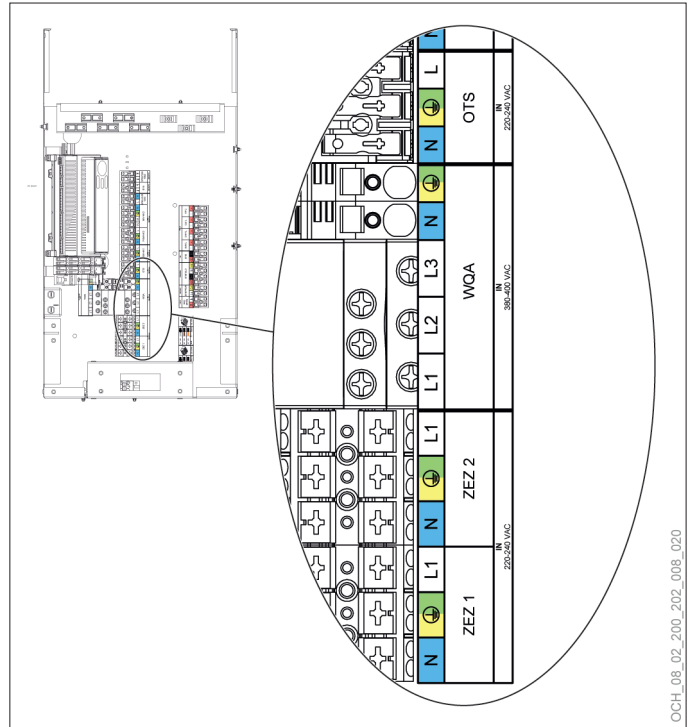 N
L
N
OTS
IN
220-240 VAC
N
L3
L2
L1
WQA
IN
380-400 VAC
L1
N
ZEZ 2
L1
N
ZEZ 1
IN
220-240 VAC
OCH_08_02_200_202_008_020